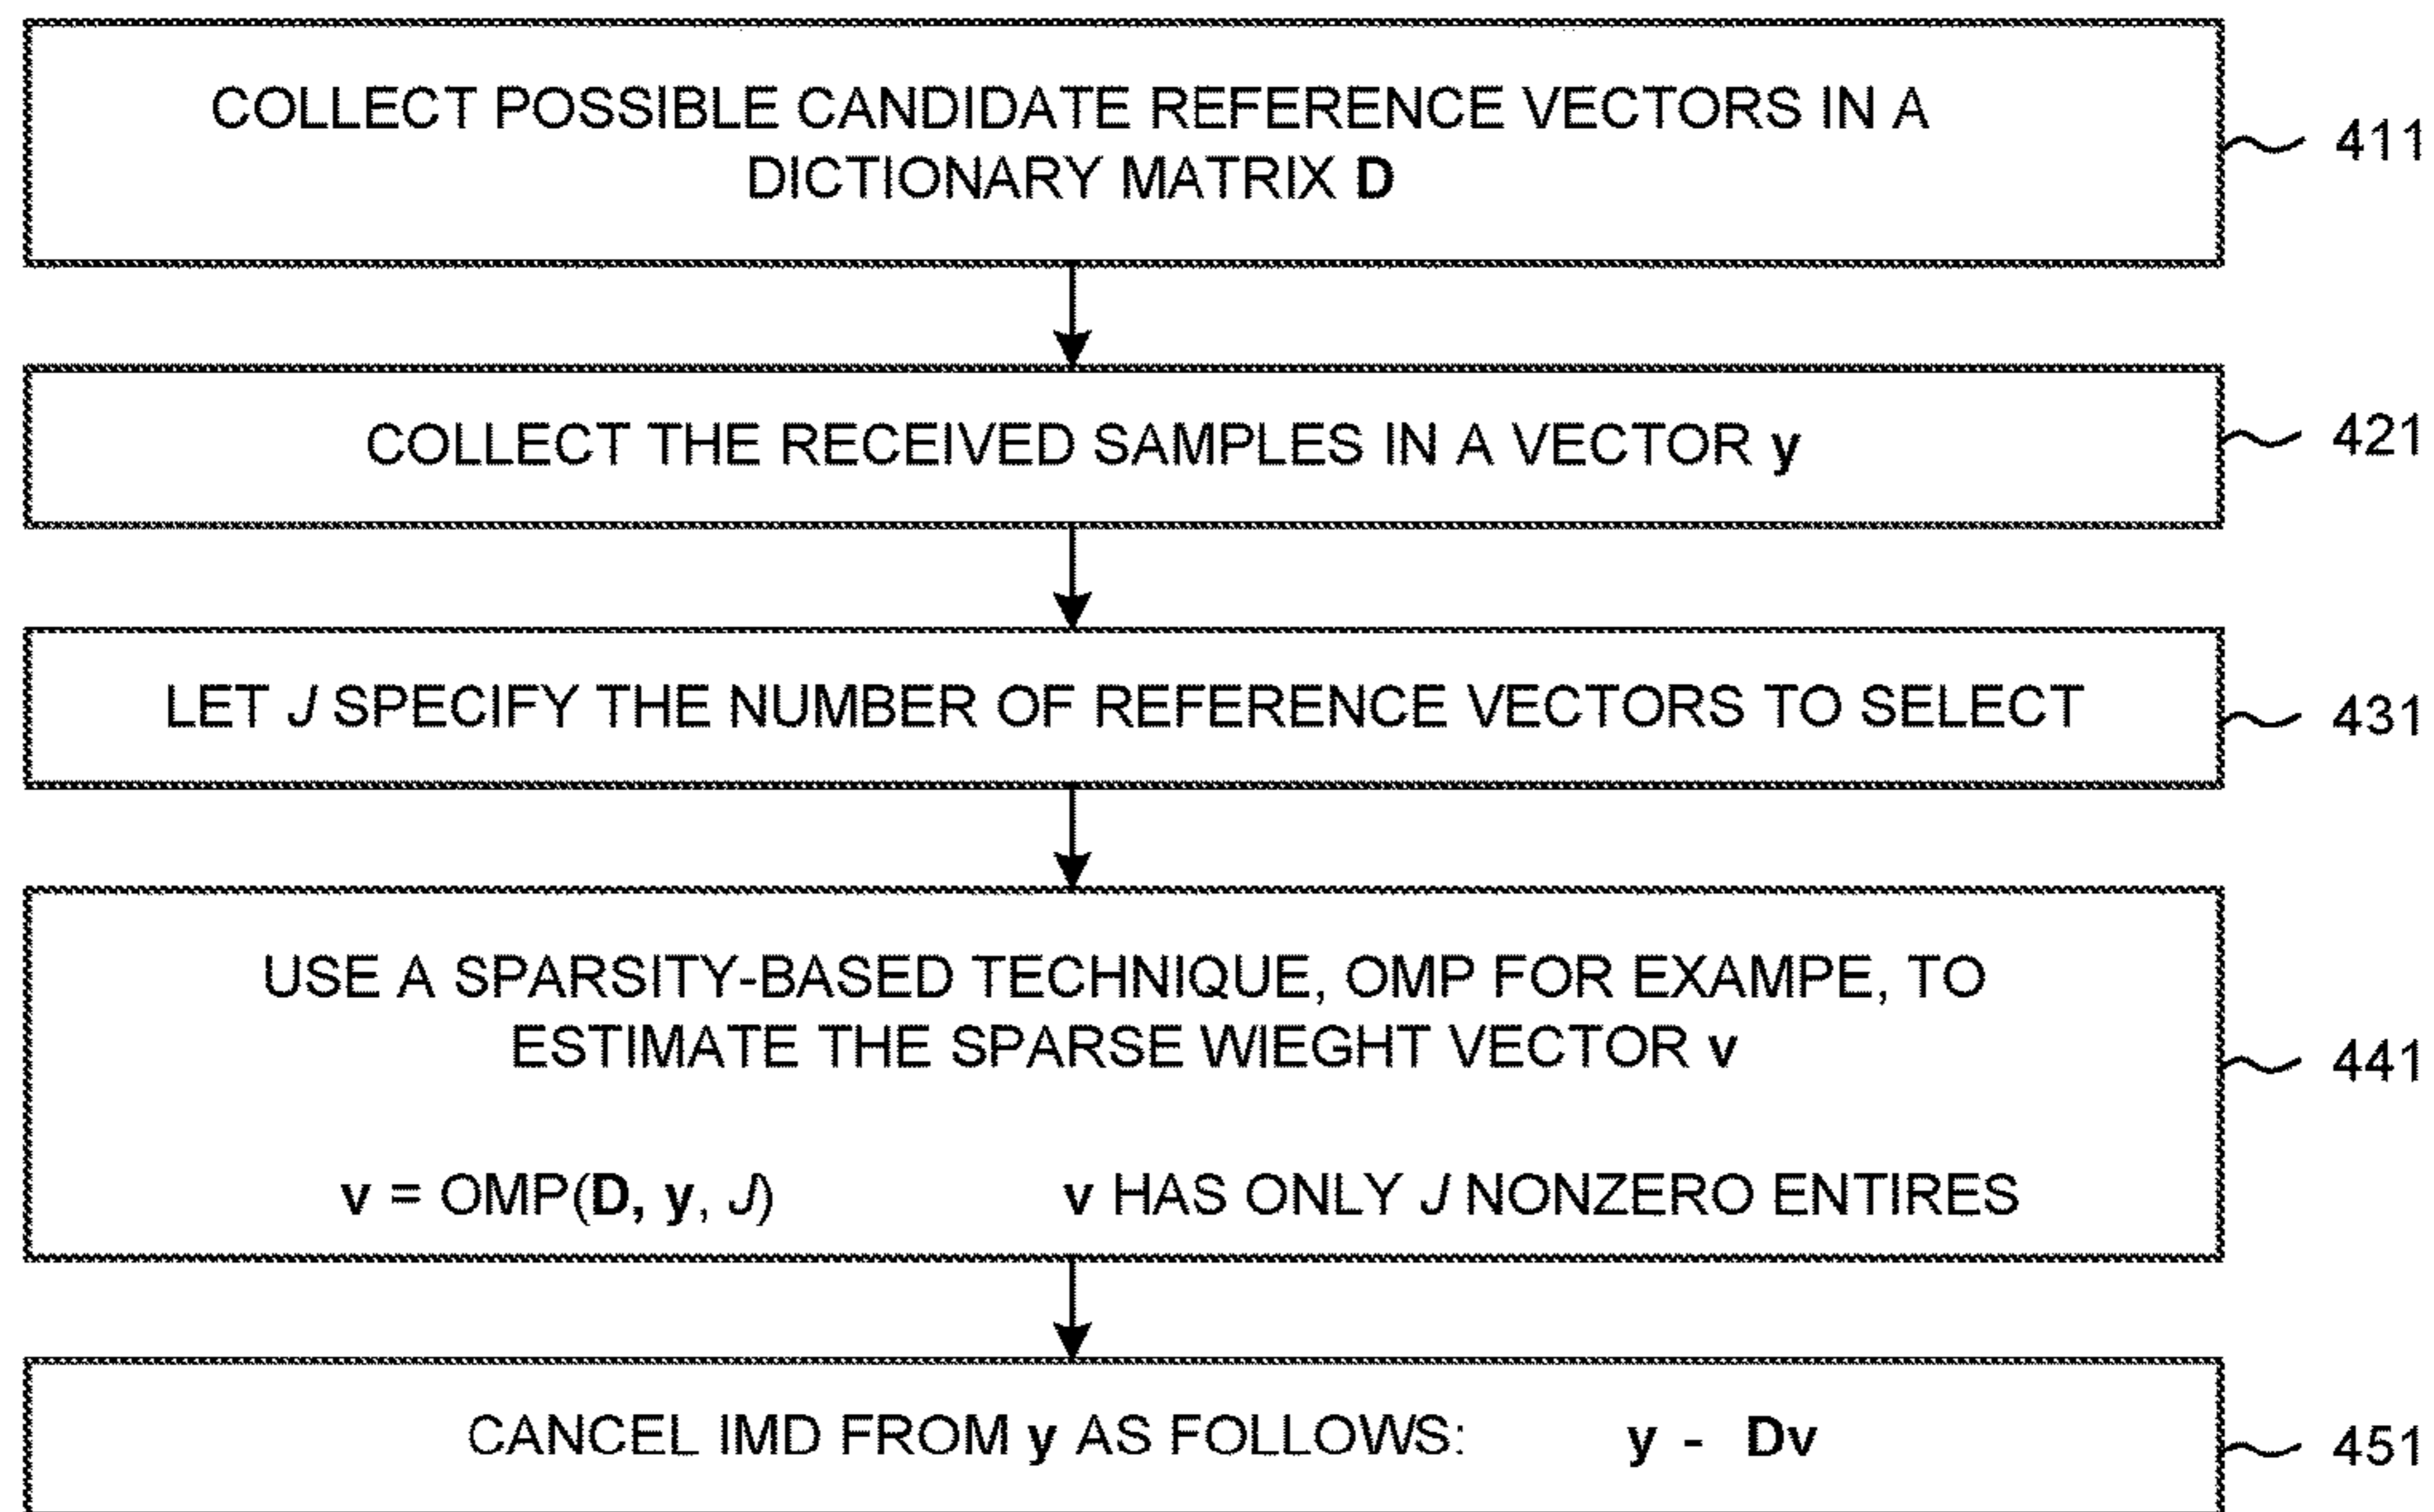 COLLECT POSSIBLE CANDIDATE REFERENCE VECTORS IN A
DICTIONARY MATRIX D
411
COLLECT THE RECEIVED SAMPLES IN A VECTOR y
421
LET J SPECIFY THE NUMBER OF REFERENCE VECTORS TO SELECT
431
USE A SPARSITY-BASED TECHNIQUE, OMP FOR EXAMPE, TO
ESTIMATE THE SPARSE WIEGHT VECTOR v
441
v = OMP(D, y, J) v HAS ONLY J NONZERO ENTIRES
CANCEL IMD FROM y AS FOLLOWS: y - Dv
451